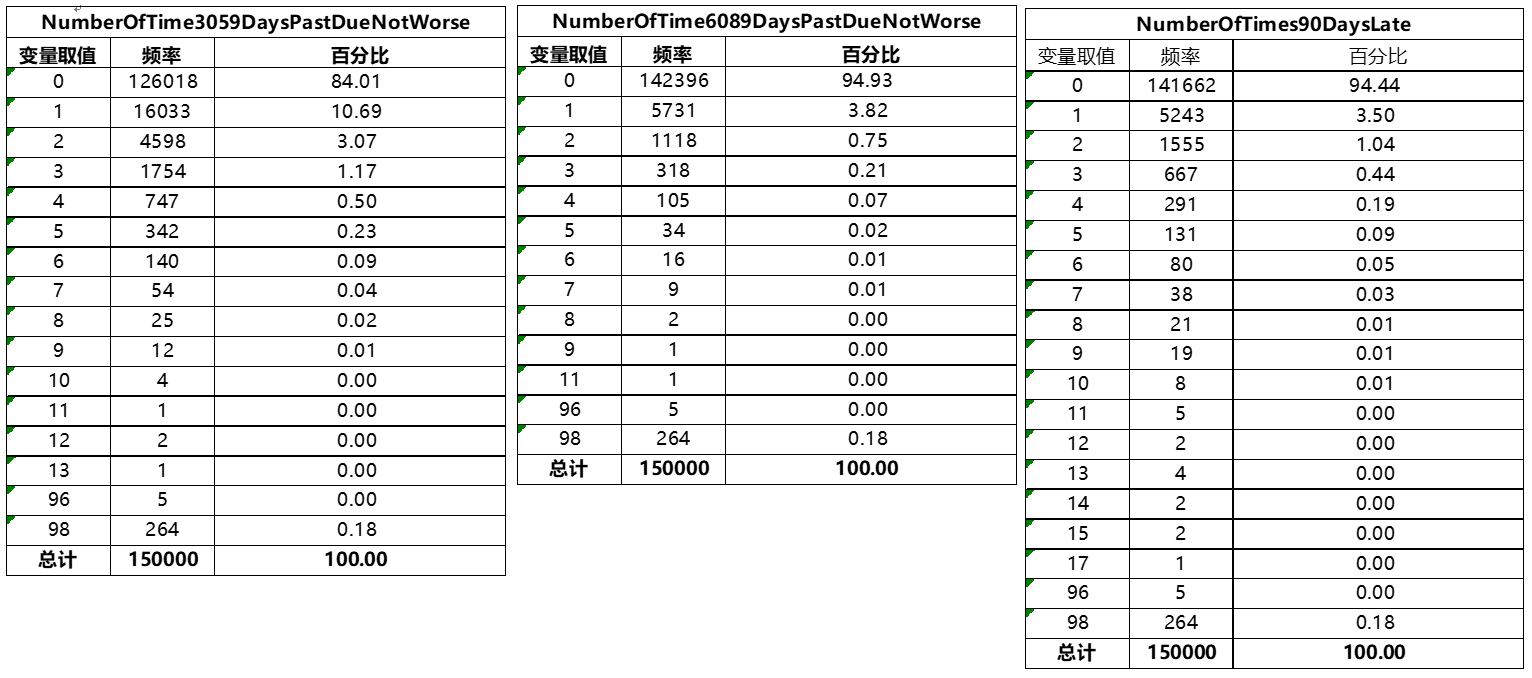 NumberOfTime3059DaysPastDueNotWorse
变量取值 频率 百分比
0 126018 84.01
1 16033 10.69
2 4598 3.07
3 1754 1.17
4 747 0.50
5 342 0.23
6 140 0.09
7 54 0.04
8 25 0.02
9 12 0.01
10 4 0.00
11 1 0.00
12 2 0.00
13 1 0.00
96 5 0.00
98 264 0.18
总计 150000 100.00
NumberOfTime6089DaysPastDueNotWorse
变量取值 频率 百分比
0 142396 94.93
1 5731 3.82
2 1118 0.75
3 318 0.21
4 105 0.07
5 34 0.02
6 16 0.01
7 9 0.01
8 2 0.00
9 1 0.00
11 1 0.00
96 5 0.00
98 264 0.18
总计 150000 100.00
NumberOfTimes90DaysLate
变量取值 频率 百分比
0 141662 94.44
1 5243 3.50
2 1555 1.04
3 667 0.44
4 291 0.19
5 131 0.09
6 80 0.05
7 38 0.03
8 21 0.01
9 19 0.01
10 8 0.01
11 5 0.00
12 2 0.00
13 4 0.00
14 2 0.00
15 2 0.00
17 1 0.00
96 5 0.00
98 264 0.18
总计 150000 100.00